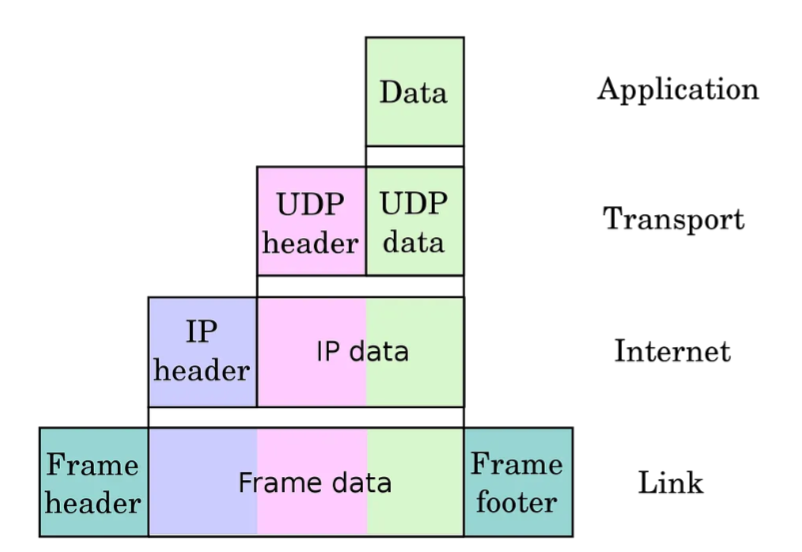 Data
Application
UDP
header
UDP
data
Transport
IP
header
IP data
Internet
Frame
header
Frame data
Frame
footer
Link